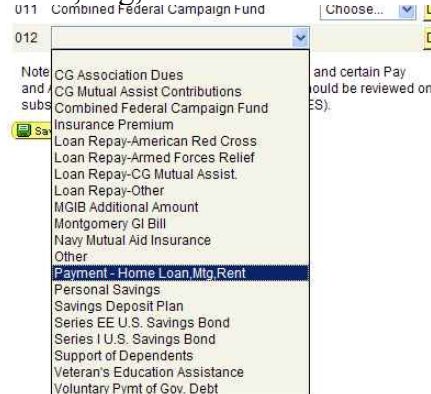 011 Combined Federal Campaign Fund Choose...
012
Note and certain Pay
and ould be reviewed on
subs ES).
Sa
CG Association Dues
CG Mutual Assist Contributions
Combined Federal Campaign Fund
Insurance Premium
Loan Repay-American Red Cross
Loan Repay-Armed Forces Relief
Loan Repay-CG Mutual Assist.
Loan Repay-Other
MGIB Additional Amount
Montgomery GI Bill
Navy Mutual Aid Insurance
Other
Payment - Home Loan,Mtg,Rent
Personal Savings
Savings Deposit Plan
Series EE U.S. Savings Bond
Series I U.S. Savings Bond
Support of Dependents
Veteran's Education Assistance
Voluntary Pymt of Gov. Debt